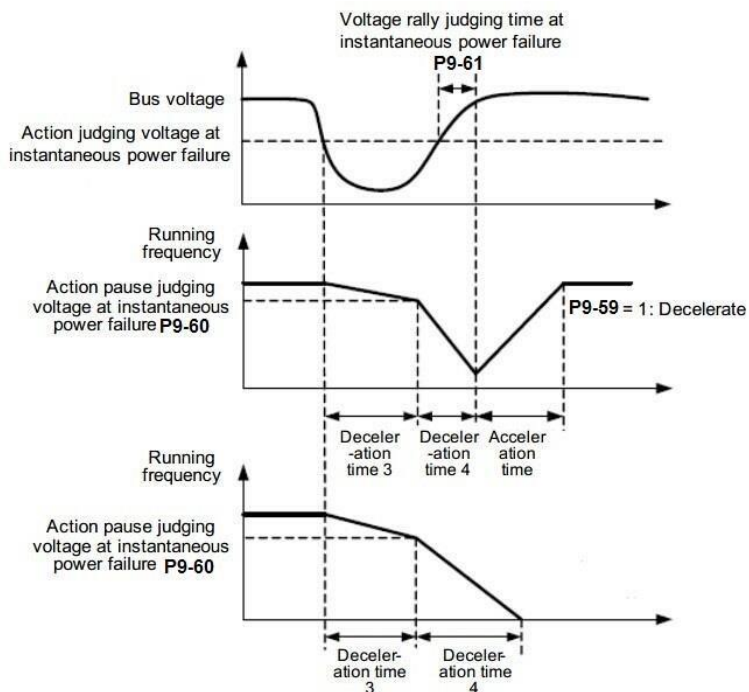 Voltage rally judging time at
instantaneous power failure
P9-61
Bus voltage
Action judging voltage at
instantaneous power failure
Running
frequency
Action pause judging
voltage at instantaneous
power failure P9-60
P9-59 = 1: Decelerate
Deceler
-ation
time 3
Deceler
-ation
time 4
Acceler
ation
time
Running
frequency
Action pause judging
voltage at instantaneous
power failure P9-60
Deceler-
ation time
3
Deceler-
ation time
4